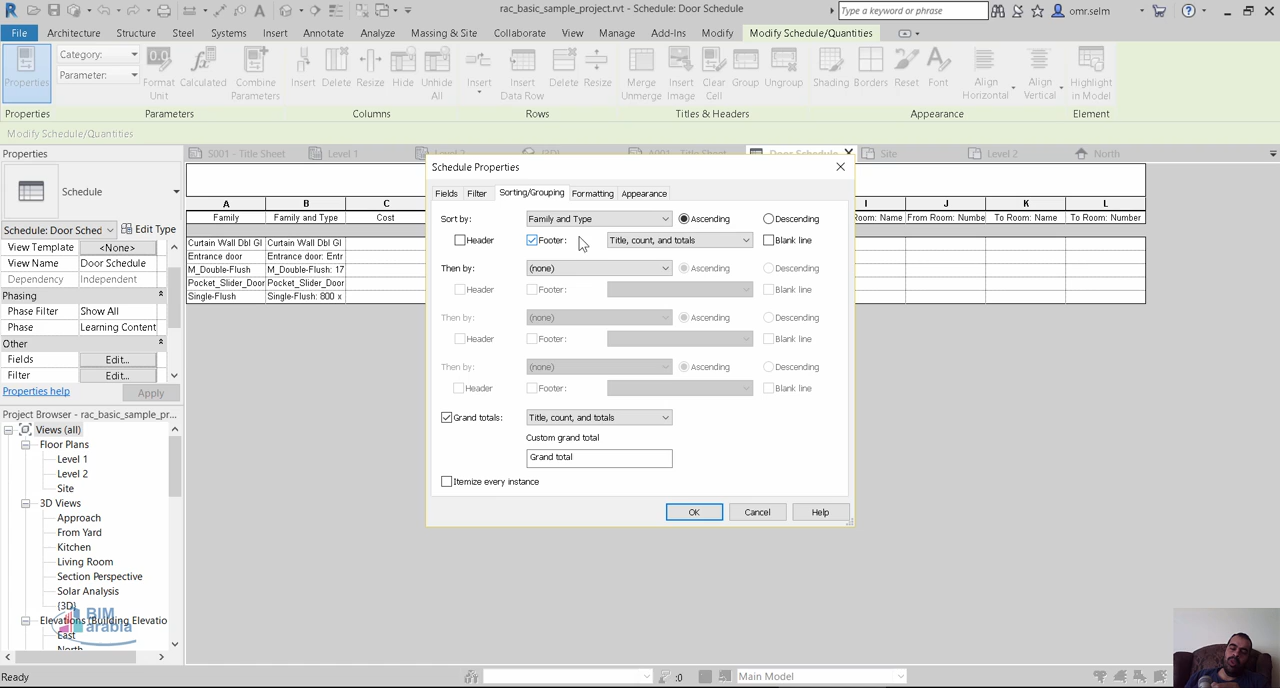 rac_basic_sample_project.rvt - Schedule: Door Schedule
Type a keyword or phrase
omr.selm
File Architecture Structure Steel Systems Insert Annotate Analyze Massing & Site Collaborate View Manage Add-Ins Modify Modify Schedule/Quantities
Properties
Category:
Parameter:
Format Unit
Calculated
Combine Parameters
Insert
Delete
Resize
Hide
Unhide All
Insert
Insert Data Row
Delete
Resize
Merge Unmerge
Insert Image
Clear Cell
Group
Ungroup
Shading
Borders
Reset
Font
Align Horizontal
Align Vertical
Highlight in Model
Properties Parameters Columns Rows Titles & Headers Appearance Element
Modify Schedule/Quantities
Properties
S001 - Title Sheet Level 1 Level 2 {3D} A001 - Title Sheet Door Schedule Site Level 2 North
Schedule
Schedule: Door Sched Edit Type
View Template <None>
View Name Door Schedule
Dependency Independent
Phasing
Phase Filter Show All
Phase Learning Content
Other
Fields Edit...
Filter Edit...
Properties help Apply
Project Browser - rac_basic_sample_pr...
Views (all)
Floor Plans
Level 1
Level 2
Site
3D Views
Approach
From Yard
Kitchen
Living Room
Section Perspective
Solar Analysis
{3D}
Elevations (Building Elevatio
East
North
BIM
arabia
A B C I J K L
Family Family and Type Cost Room: Name From Room: Numbe To Room: Name To Room: Number
Curtain Wall Dbl Gl Curtain Wall Dbl Gl
Entrance door Entrance door: Entr
M_Double-Flush M_Double-Flush: 17
Pocket_Slider_Door Pocket_Slider_Door
Single-Flush Single-Flush: 800 x
Schedule Properties
Fields Filter Sorting/Grouping Formatting Appearance
Sort by: Family and Type Ascending Descending
Header Footer: Title, count, and totals Blank line
Then by: (none) Ascending Descending
Header Footer: Blank line
Then by: (none) Ascending Descending
Header Footer: Blank line
Then by: (none) Ascending Descending
Header Footer: Blank line
Grand totals: Title, count, and totals
Custom grand total
Grand total
Itemize every instance
OK Cancel Help
Ready
:0
Main Model